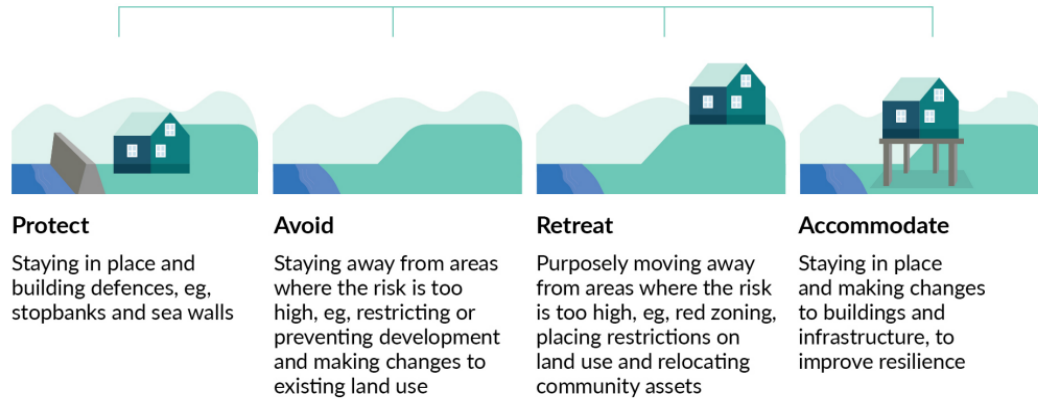 Protect
Staying in place and
building defences, eg,
stopbanks and sea walls
Avoid
Staying away from areas
where the risk is too
high, eg, restricting or
preventing development
and making changes to
existing land use
Retreat
Purposely moving away
from areas where the risk
is too high, eg, red zoning,
placing restrictions on
land use and relocating
community assets
Accommodate
Staying in place
and making changes
to buildings and
infrastructure, to
improve resilience